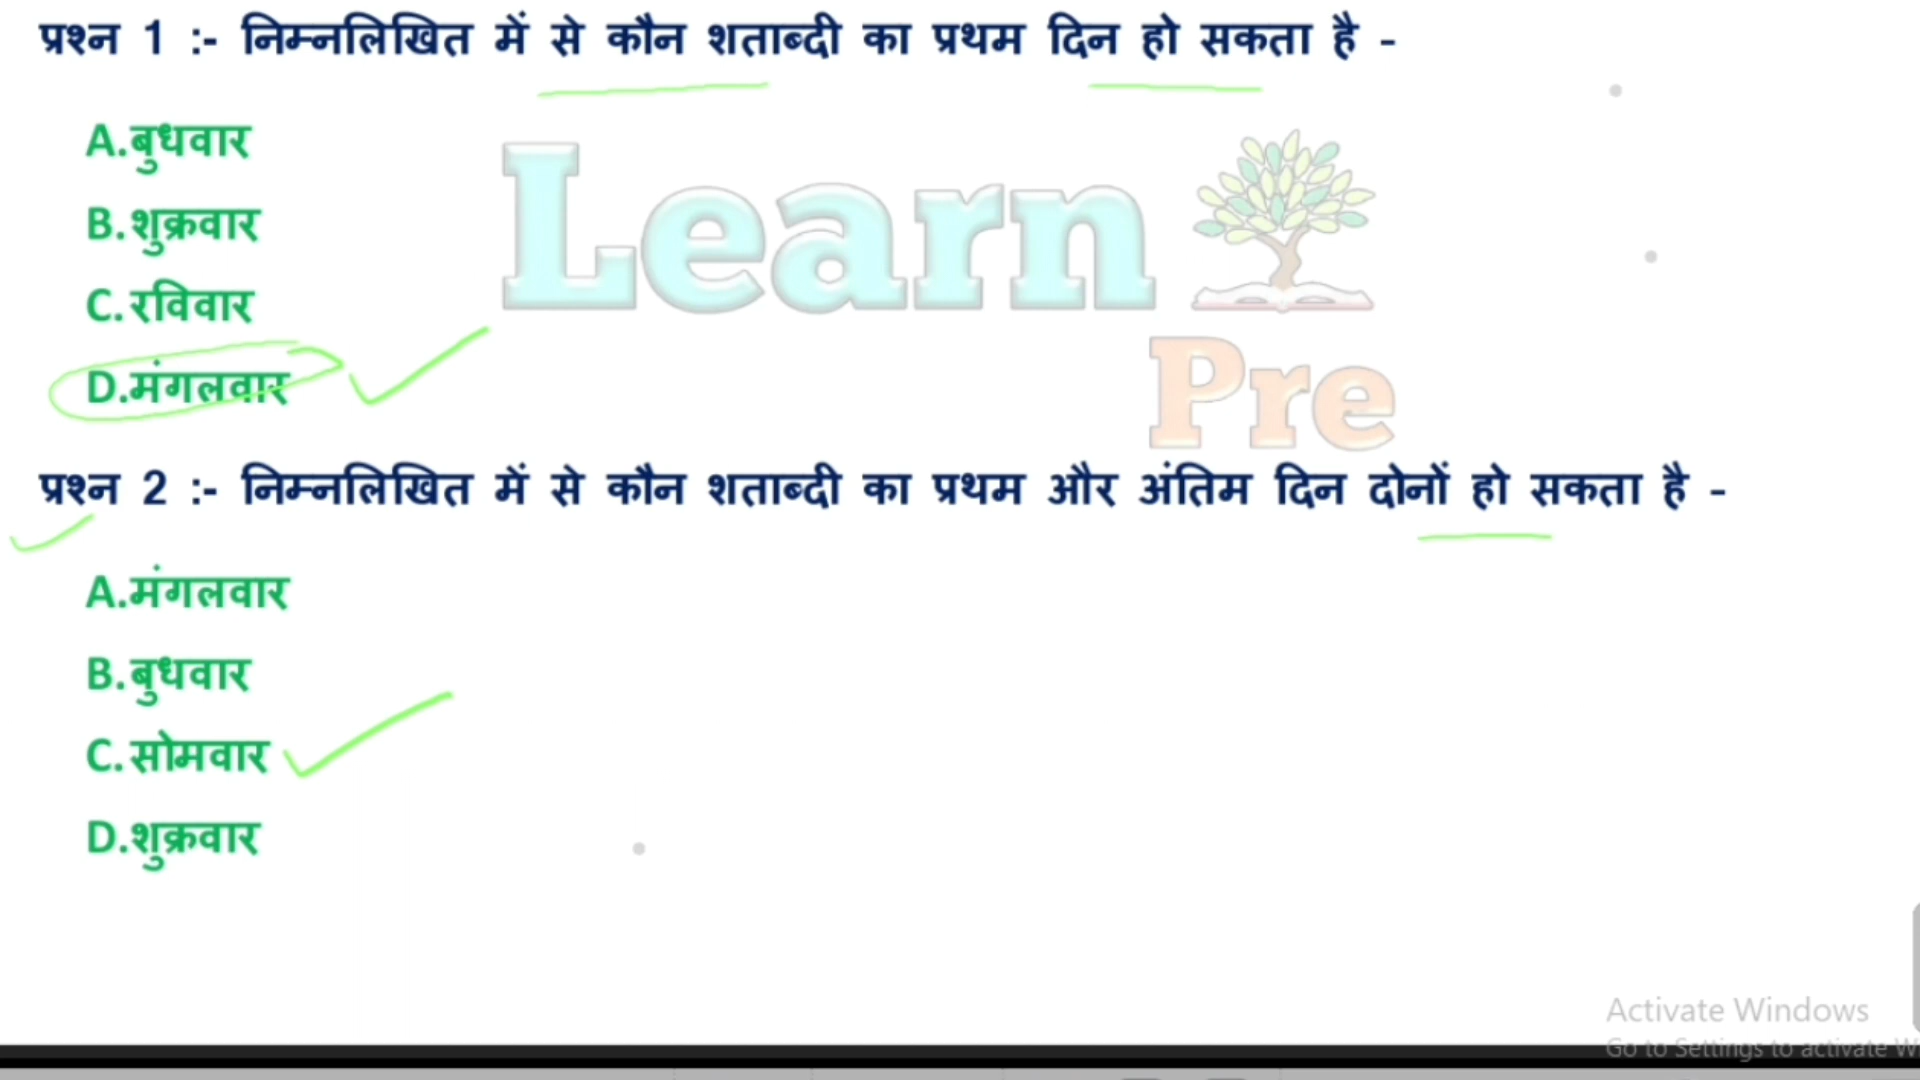 प्रश्न 1 :- निम्नलिखित में से कौन शताब्दी का प्रथम दिन हो सकता है -
A.बुधवार
B.शुक्रवार
C.रविवार
D.मंगलवार
Learn
Pre
प्रश्न 2 :- निम्नलिखित में से कौन शताब्दी का प्रथम और अंतिम दिन दोनों हो सकता है -
A.मंगलवार
B.बुधवार
C.सोमवार
D.शुक्रवार
Activate Windows
Go to Settings to activate W